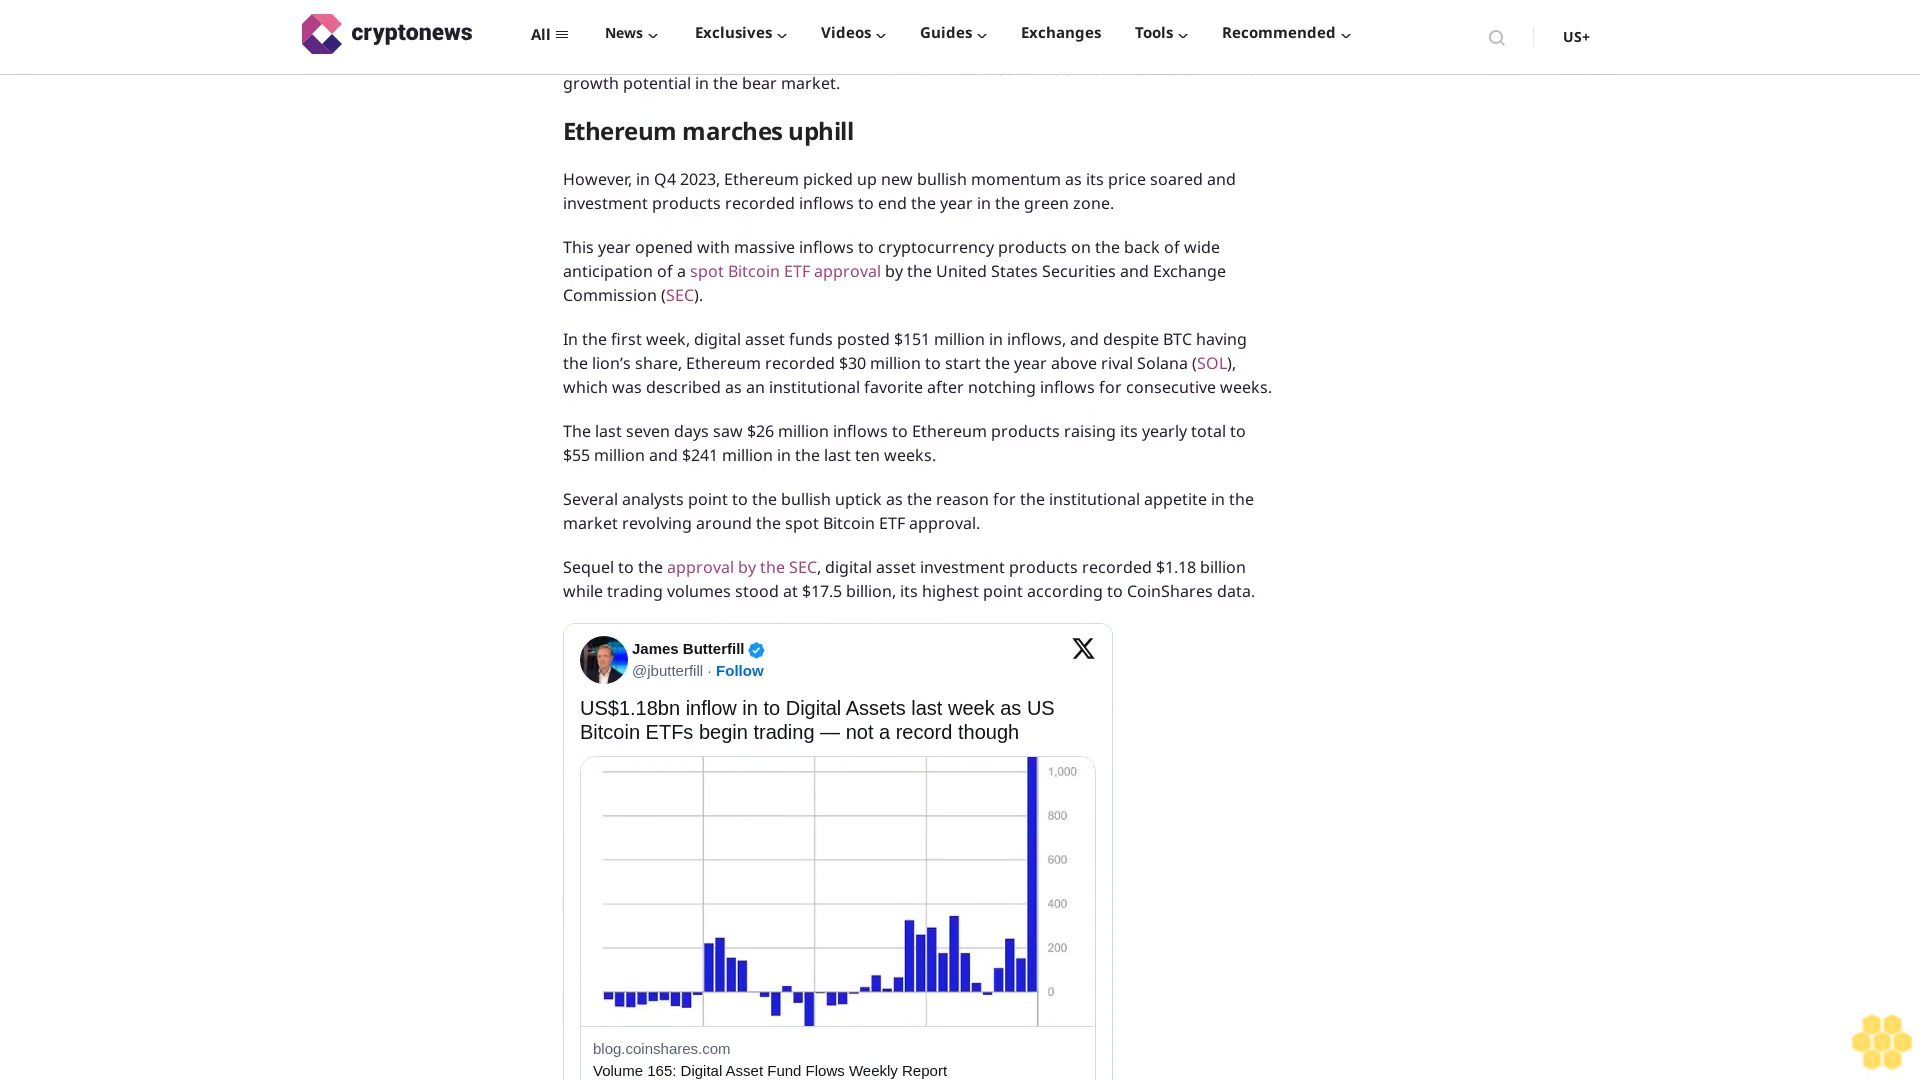 cryptonews
All
News
Exclusives
Videos
Guides
Exchanges
Tools
Recommended
US+
growth potential in the bear market.
Ethereum marches uphill
However, in Q4 2023, Ethereum picked up new bullish momentum as its price soared and
investment products recorded inflows to end the year in the green zone.
This year opened with massive inflows to cryptocurrency products on the back of wide
anticipation of a spot Bitcoin ETF approval by the United States Securities and Exchange
Commission (SEC).
In the first week, digital asset funds posted $151 million in inflows, and despite BTC having
the lion’s share, Ethereum recorded $30 million to start the year above rival Solana (SOL),
which was described as an institutional favorite after notching inflows for consecutive weeks.
The last seven days saw $26 million inflows to Ethereum products raising its yearly total to
$55 million and $241 million in the last ten weeks.
Several analysts point to the bullish uptick as the reason for the institutional appetite in the
market revolving around the spot Bitcoin ETF approval.
Sequel to the approval by the SEC, digital asset investment products recorded $1.18 billion
while trading volumes stood at $17.5 billion, its highest point according to CoinShares data.
James Butterfill
@jbutterfill · Follow
US$1.18bn inflow in to Digital Assets last week as US
Bitcoin ETFs begin trading — not a record though
1,000
800
600
400
200
0
blog.coinshares.com
Volume 165: Digital Asset Fund Flows Weekly Report